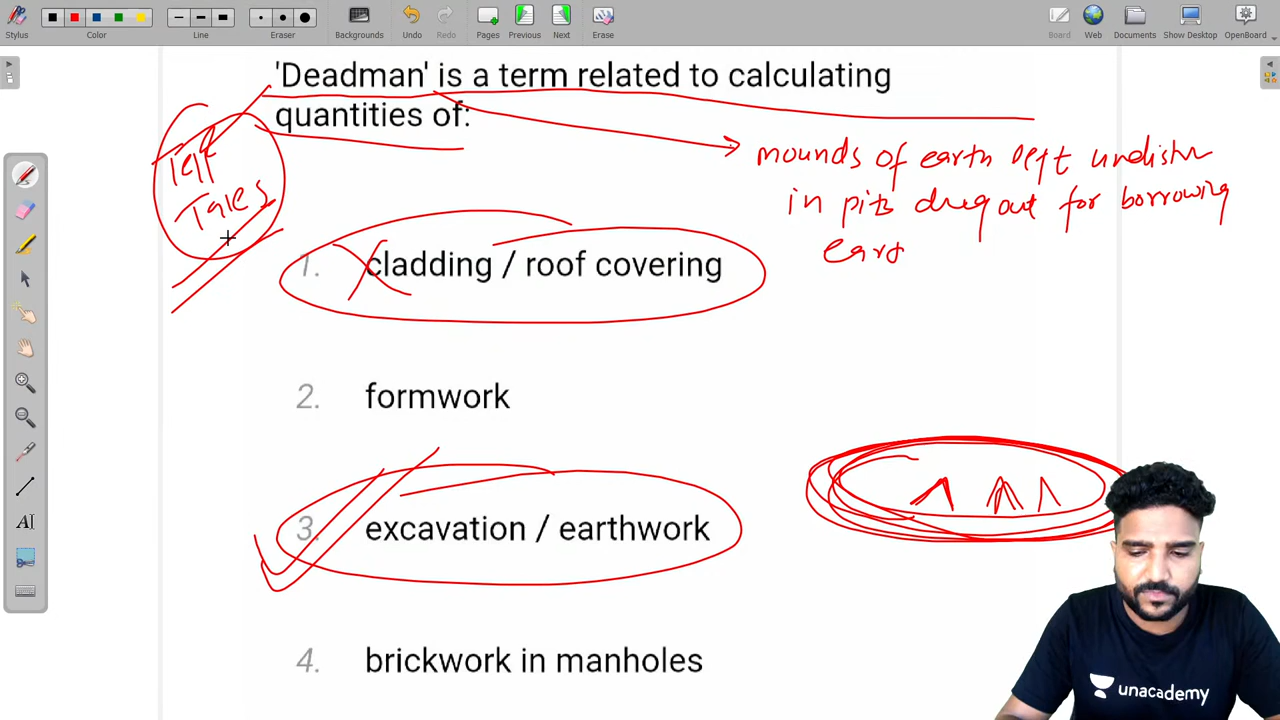 Stylus
Color
Line
Eraser
Backgrounds
Undo
Redo
Pages
Previous
Next
Erase
Board
Web
Documents
Show Desktop
OpenBoard
'Deadman' is a term related to calculating
quantities of:
mounds of earth left undistur
in pits dug out for borrowing
ear
Tell
Tales
1. cladding / roof covering
2. formwork
3. excavation / earthwork
4. brickwork in manholes
unacademy